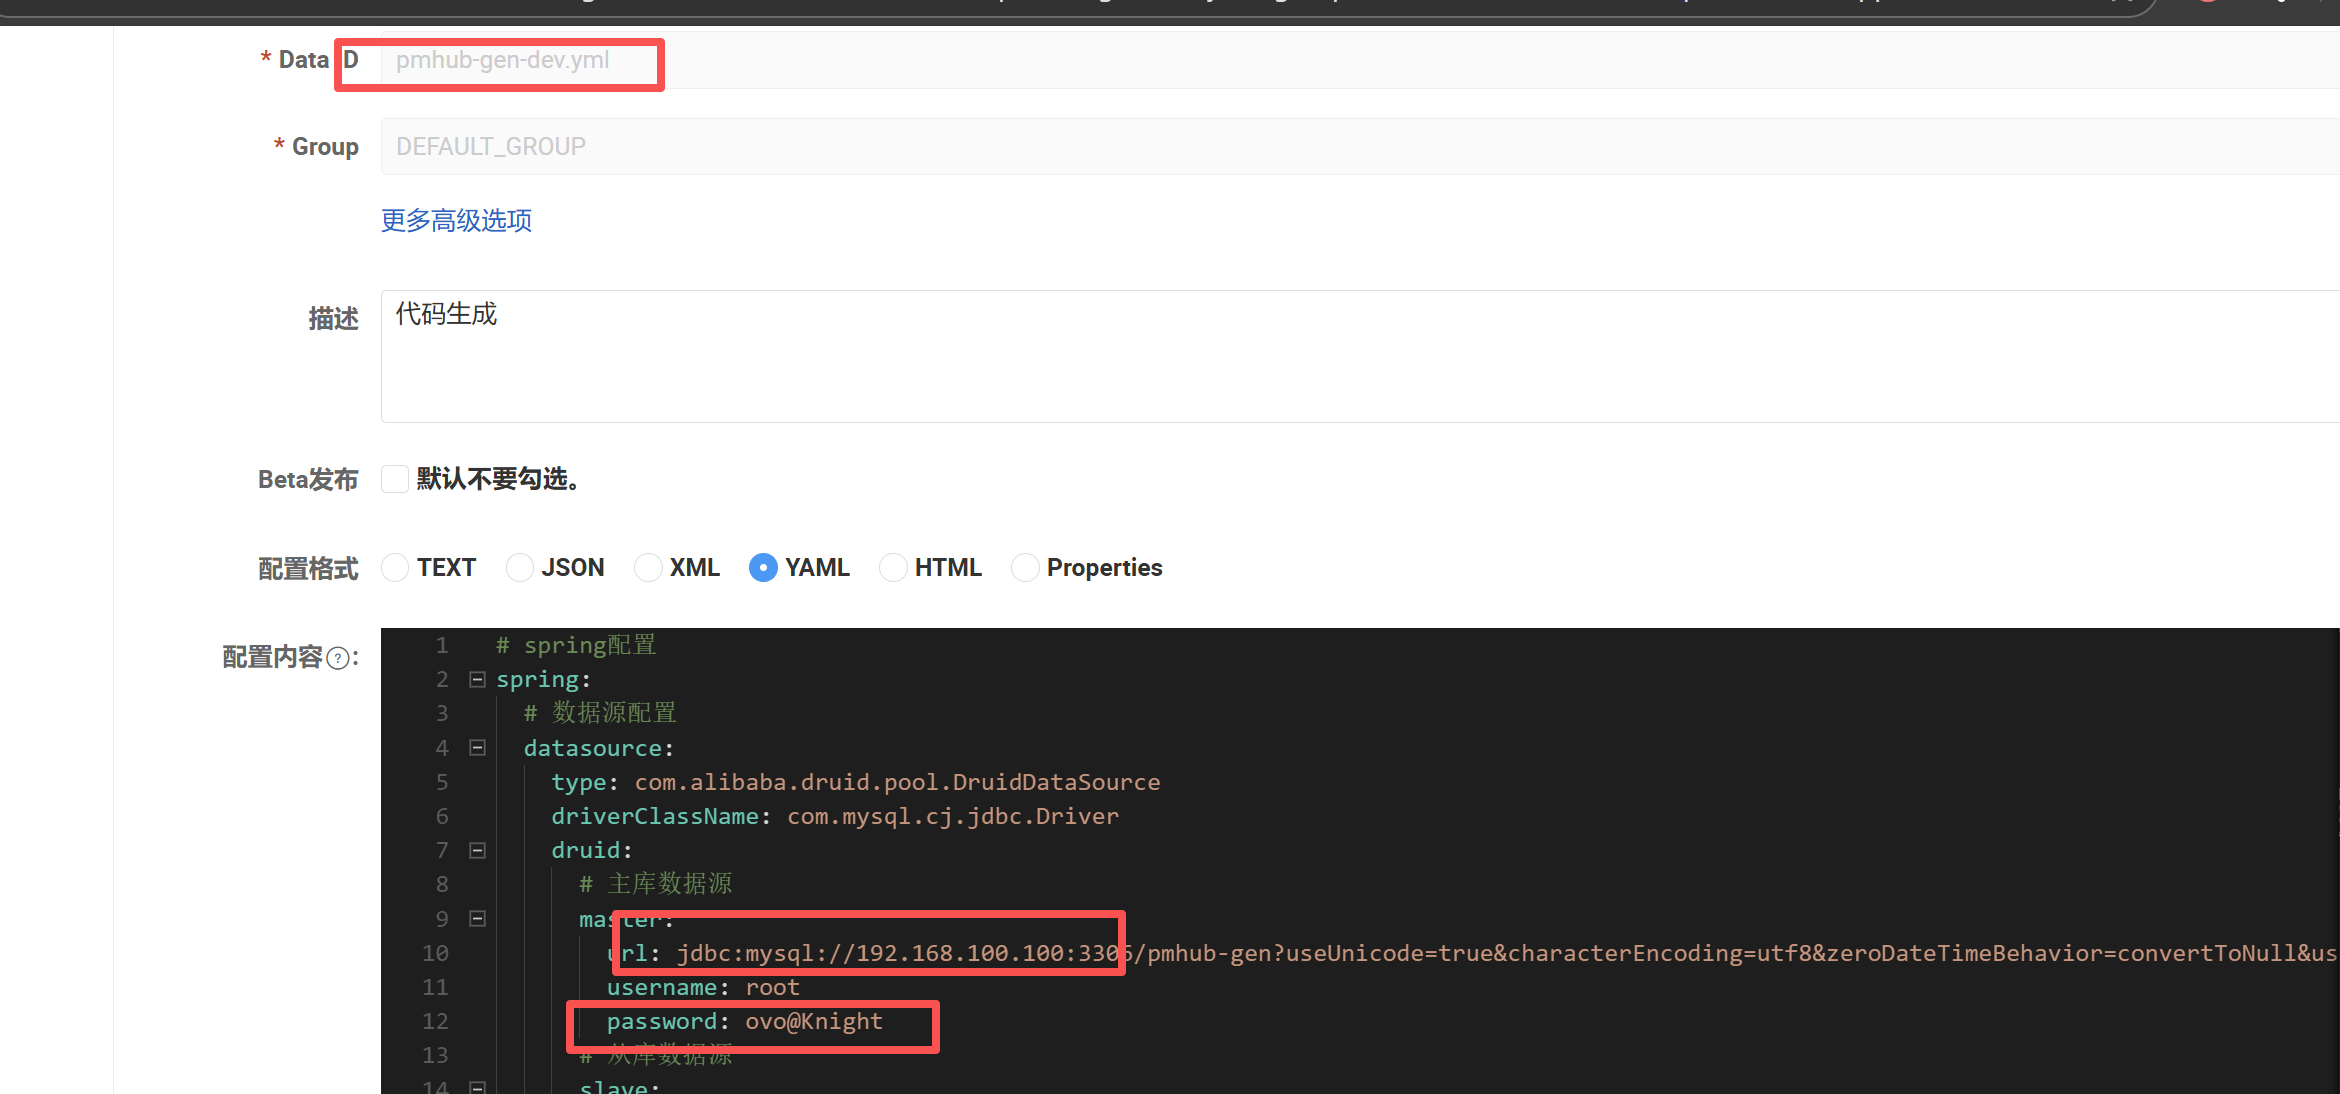 * Data ID pmhub-gen-dev.yml
* Group DEFAULT_GROUP
更多高级选项
描述 代码生成
Beta发布 默认不要勾选。
配置格式 TEXT JSON XML YAML HTML Properties
配置内容?:
1 # spring配置
2 spring:
3 # 数据源配置
4 datasource:
5 type: com.alibaba.druid.pool.DruidDataSource
6 driverClassName: com.mysql.cj.jdbc.Driver
7 druid:
8 # 主库数据源
9 master:
10 url: jdbc:mysql://192.168.100.100:3306/pmhub-gen?useUnicode=true&characterEncoding=utf8&zeroDateTimeBehavior=convertToNull&us
11 username: root
12 password: ovo@Knight
13 # 从库数据源
14 slave: